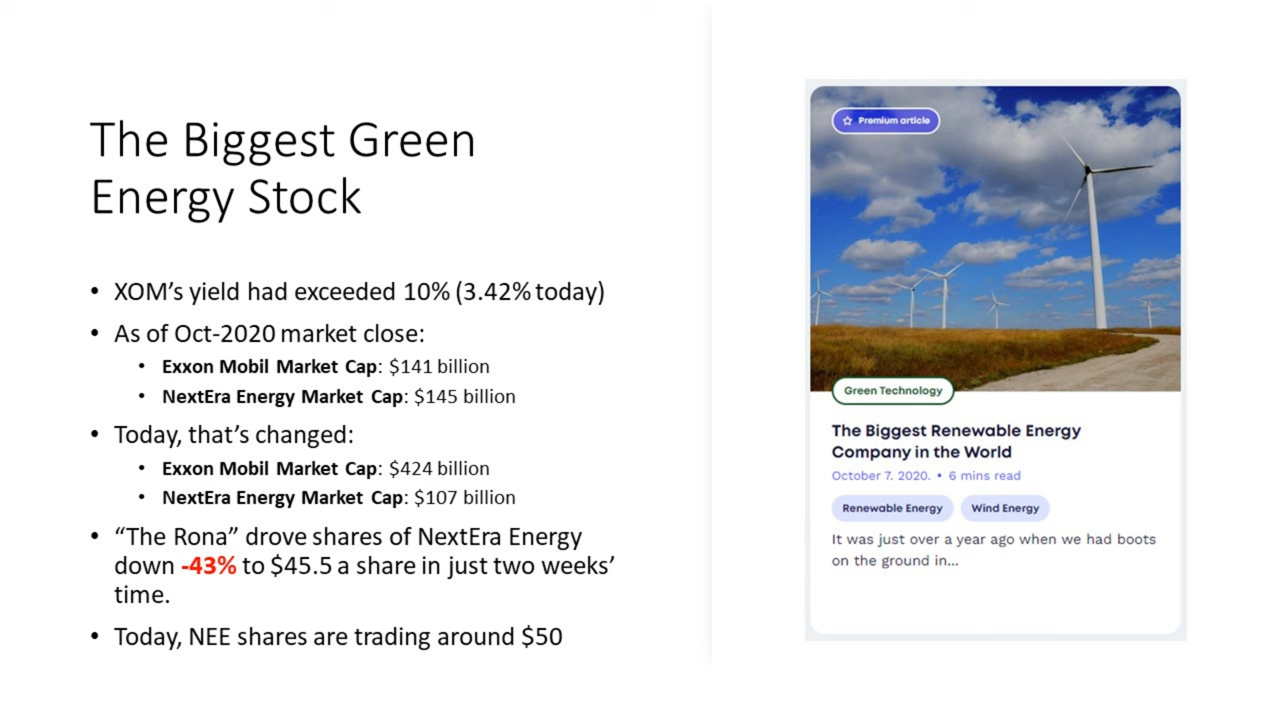 The Biggest Green
Energy Stock
• XOM’s yield had exceeded 10% (3.42% today)
• As of Oct-2020 market close:
• Exxon Mobil Market Cap: $141 billion
• NextEra Energy Market Cap: $145 billion
• Today, that’s changed:
• Exxon Mobil Market Cap: $424 billion
• NextEra Energy Market Cap: $107 billion
• “The Rona” drove shares of NextEra Energy
down -43% to $45.5 a share in just two weeks’
time.
• Today, NEE shares are trading around $50
Premium article
Green Technology
The Biggest Renewable Energy
Company in the World
October 7. 2020. • 6 mins read
Renewable Energy Wind Energy
It was just over a year ago when we had boots
on the ground in...